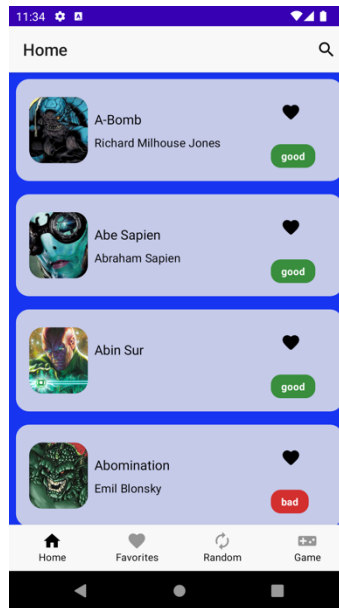 11:34
Home
A-Bomb
Richard Milhouse Jones
good
Abe Sapien
Abraham Sapien
good
Abin Sur
good
Abomination
Emil Blonsky
bad
Home Favorites Random Game